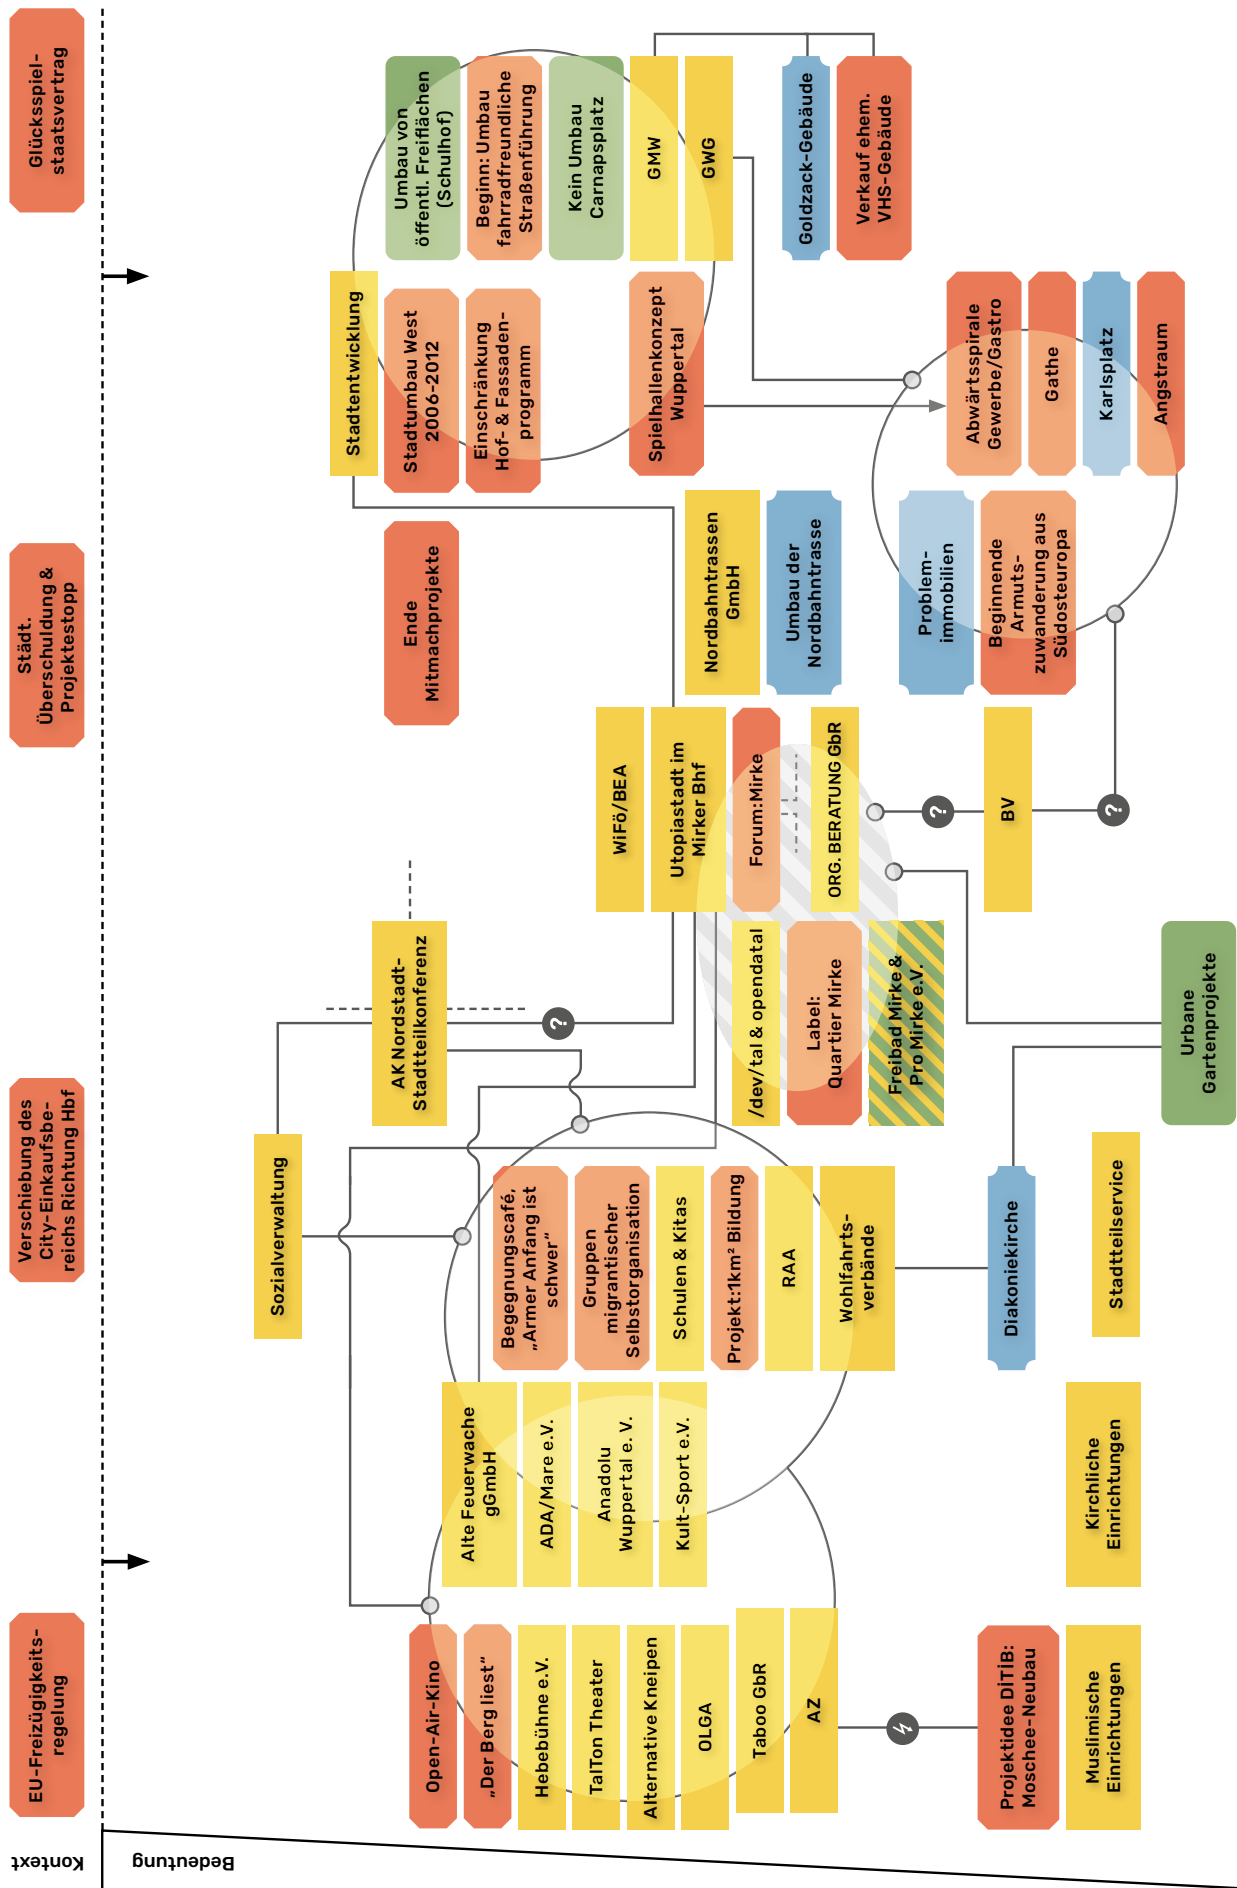 Kontext
Bedeutung
EU-Freizügigkeits-
regelung
Verschiebung des
City-Einkaufsbe-
reichs Richtung Hbf
Städt.
Überschuldung &
Projektestopp
Glücksspiel-
staatsvertrag
Sozialverwaltung
AK Nordstadt-
Stadtteilkonferenz
?
Open-Air-Kino
„Der Berg liest“
Hebebühne e.V.
TalTon Theater
Alternative Kneipen
OLGA
Taboo GbR
AZ
Alte Feuerwache
gGmbH
ADA/Mare e.V.
Anadolu
Wuppertal e. V.
Kult-Sport e.V.
Begegnungscafé,
„Armer Anfang ist
schwer“
Gruppen
migrantischer
Selbstorganisation
Schulen & Kitas
Projekt:1km² Bildung
RAA
Wohlfahrts-
verbände
Projektidee DİTİB:
Moschee-Neubau
Muslimische
Einrichtungen
Kirchliche
Einrichtungen
Diakoniekirche
Stadtteilservice
Urbane
Gartenprojekte
WiFö/BEA
Utopiastadt im
Mirker Bhf
Forum:Mirke
ORG. BERATUNG GbR
/dev/tal & opendatal
Label:
Quartier Mirke
Freibad Mirke &
Pro Mirke e.V.
?
BV
?
Ende
Mitmachprojekte
Nordbahntrassen
GmbH
Umbau der
Nordbahntrasse
Stadtentwicklung
Stadtumbau West
2006-2012
Einschränkung
Hof- & Fassaden-
programm
Spielhallenkonzept
Wuppertal
Umbau von
öffentl. Freiflächen
(Schulhof)
Beginn: Umbau
fahrradfreundliche
Straßenführung
Kein Umbau
Carnapsplatz
GMW
GWG
Goldzack-Gebäude
Verkauf ehem.
VHS-Gebäude
Problem-
immobilien
Beginnende
Armuts-
zuwanderung aus
Südosteuropa
Abwärtsspirale
Gewerbe/Gastro
Gathe
Karlsplatz
Angstraum